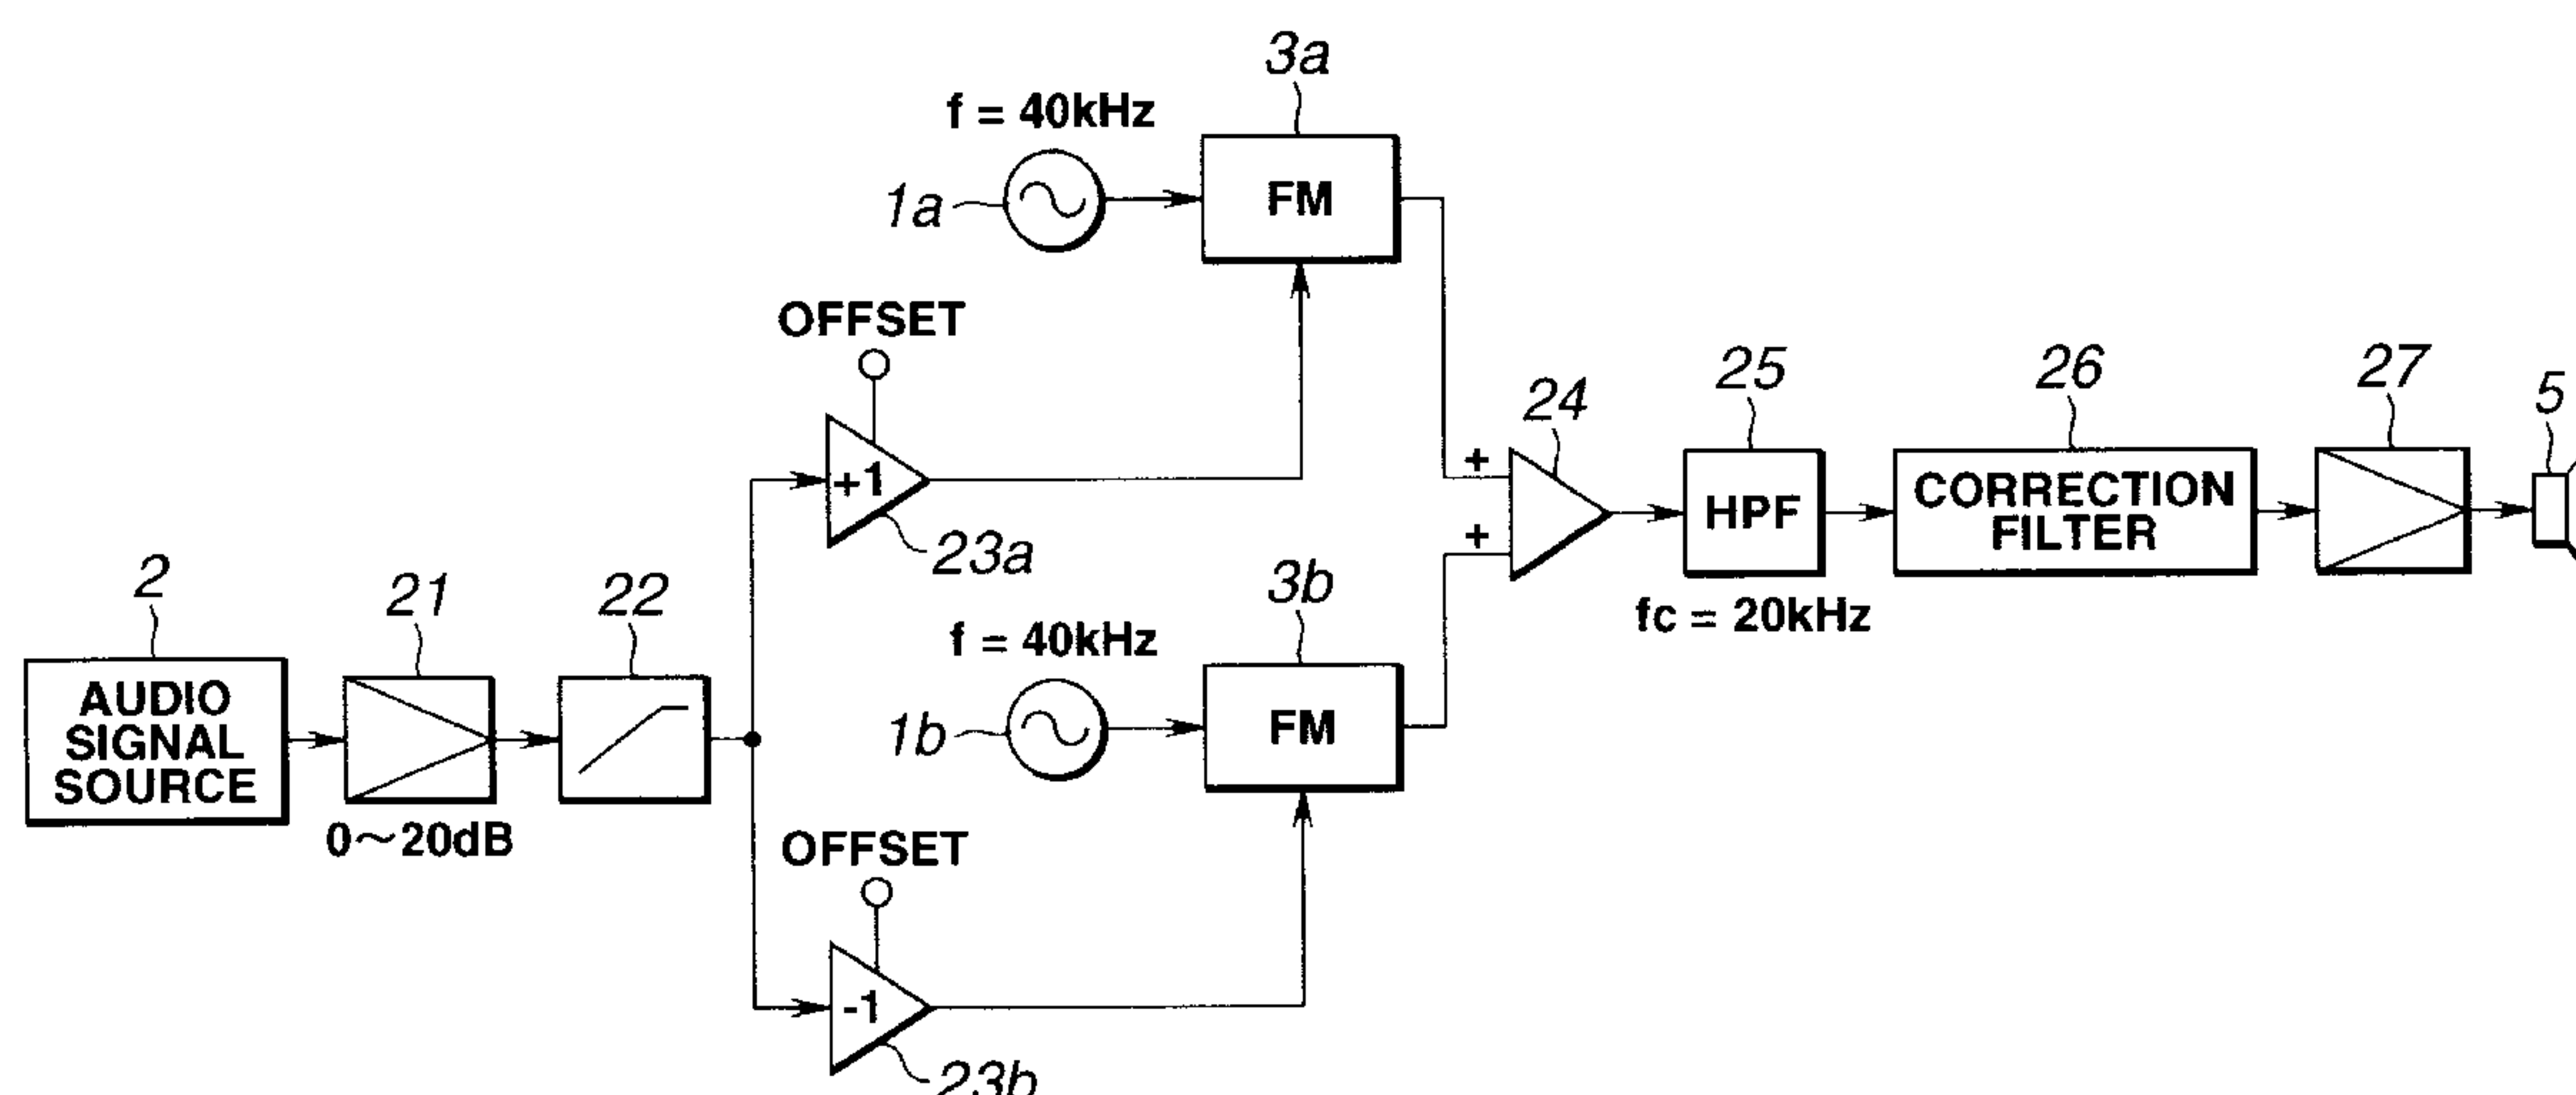 3a
f = 40kHz
1a
FM
OFFSET
+1
23a
24
+
+
25
HPF
fc = 20kHz
26
CORRECTION
FILTER
27
5
2
AUDIO
SIGNAL
SOURCE
21
0~20dB
22
3b
f = 40kHz
1b
FM
OFFSET
-1
23b